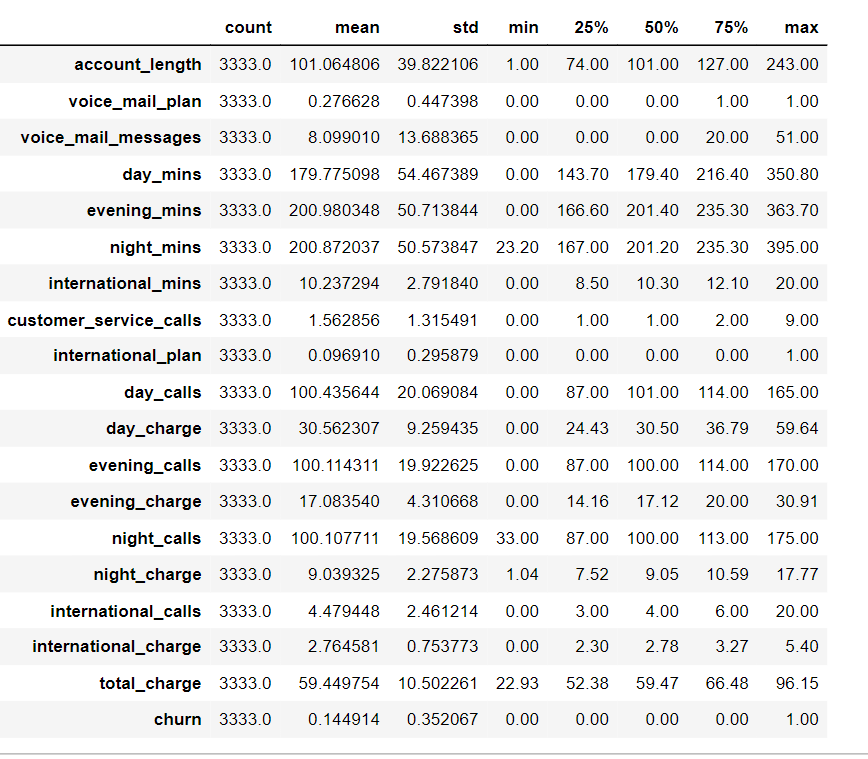 count mean std min 25% 50% 75% max
account_length 3333.0 101.064806 39.822106 1.00 74.00 101.00 127.00 243.00
voice_mail_plan 3333.0 0.276628 0.447398 0.00 0.00 0.00 1.00 1.00
voice_mail_messages 3333.0 8.099010 13.688365 0.00 0.00 0.00 20.00 51.00
day_mins 3333.0 179.775098 54.467389 0.00 143.70 179.40 216.40 350.80
evening_mins 3333.0 200.980348 50.713844 0.00 166.60 201.40 235.30 363.70
night_mins 3333.0 200.872037 50.573847 23.20 167.00 201.20 235.30 395.00
international_mins 3333.0 10.237294 2.791840 0.00 8.50 10.30 12.10 20.00
customer_service_calls 3333.0 1.562856 1.315491 0.00 1.00 1.00 2.00 9.00
international_plan 3333.0 0.096910 0.295879 0.00 0.00 0.00 0.00 1.00
day_calls 3333.0 100.435644 20.069084 0.00 87.00 101.00 114.00 165.00
day_charge 3333.0 30.562307 9.259435 0.00 24.43 30.50 36.79 59.64
evening_calls 3333.0 100.114311 19.922625 0.00 87.00 100.00 114.00 170.00
evening_charge 3333.0 17.083540 4.310668 0.00 14.16 17.12 20.00 30.91
night_calls 3333.0 100.107711 19.568609 33.00 87.00 100.00 113.00 175.00
night_charge 3333.0 9.039325 2.275873 1.04 7.52 9.05 10.59 17.77
international_calls 3333.0 4.479448 2.461214 0.00 3.00 4.00 6.00 20.00
international_charge 3333.0 2.764581 0.753773 0.00 2.30 2.78 3.27 5.40
total_charge 3333.0 59.449754 10.502261 22.93 52.38 59.47 66.48 96.15
churn 3333.0 0.144914 0.352067 0.00 0.00 0.00 0.00 1.00